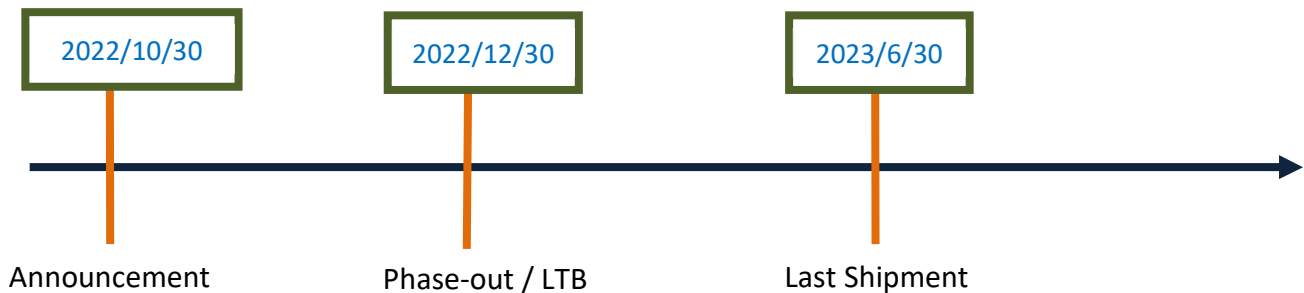 2022/10/30
2022/12/30
2023/6/30
Announcement
Phase-out / LTB
Last Shipment